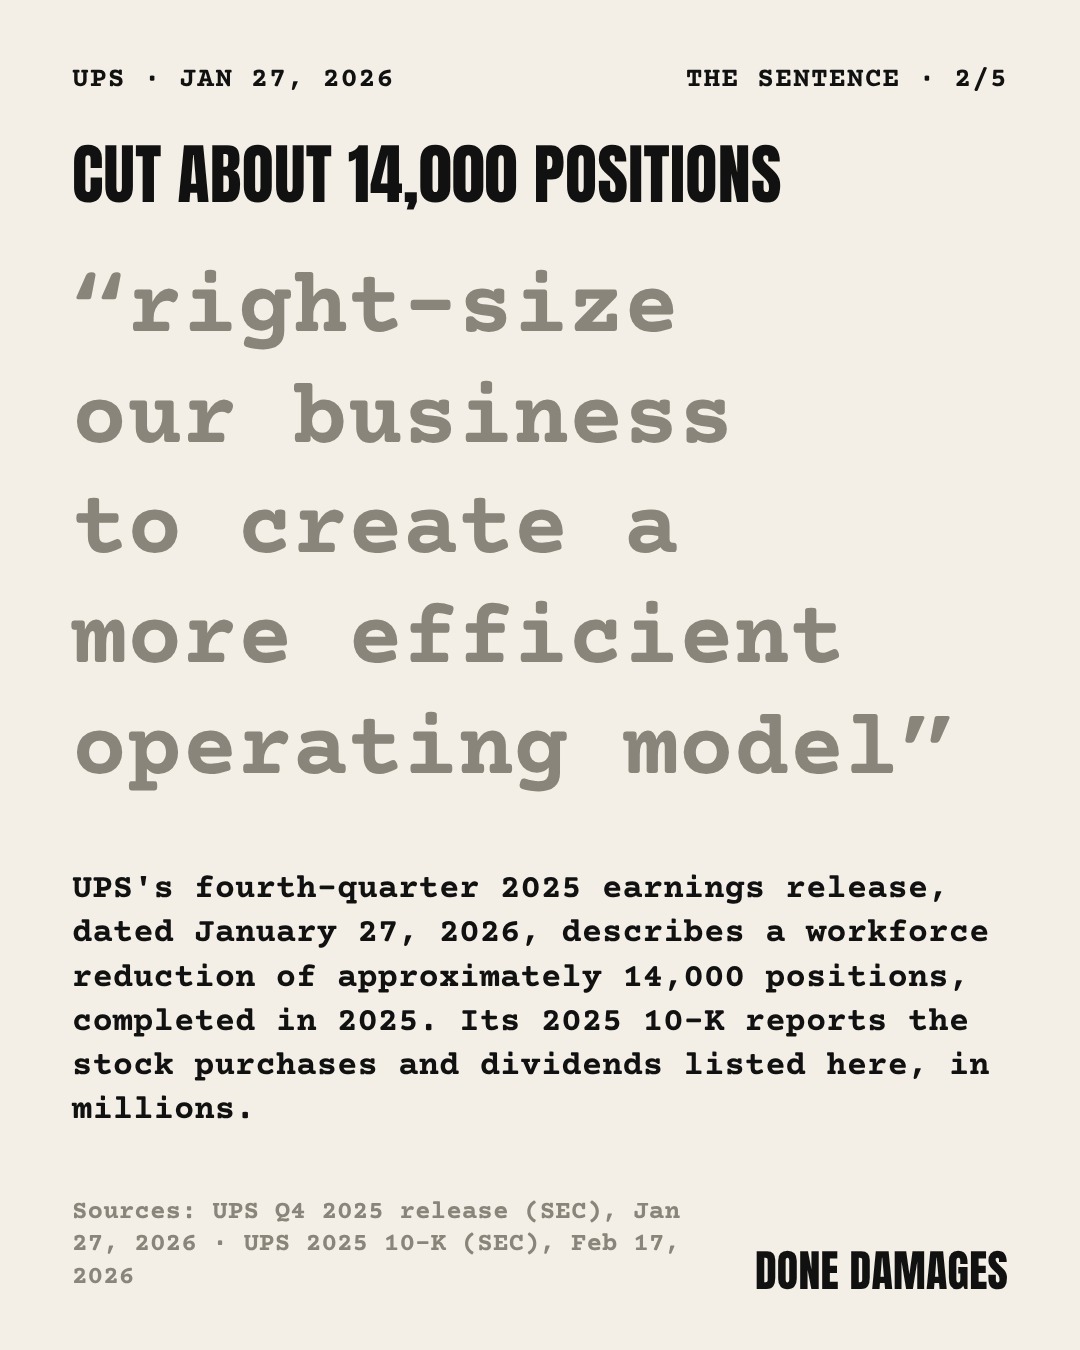 UPS · JAN 27, 2026
THE SENTENCE · 2/5
CUT ABOUT 14,000 POSITIONS
“right-size
our business
to create a
more efficient
operating model”
UPS's fourth-quarter 2025 earnings release,
dated January 27, 2026, describes a workforce
reduction of approximately 14,000 positions,
completed in 2025. Its 2025 10-K reports the
stock purchases and dividends listed here, in
millions.
Sources: UPS Q4 2025 release (SEC), Jan
27, 2026 · UPS 2025 10-K (SEC), Feb 17,
2026
DONE DAMAGES